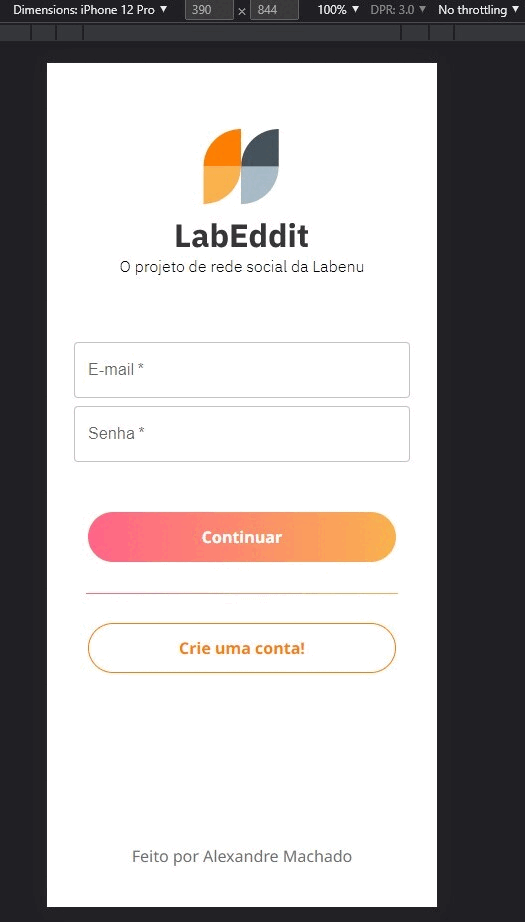 Dimensions: iPhone 12 Pro ▼ 390 × 844 100% ▼ DPR: 3.0 ▼ No throttling ▼
LabEddit
O projeto de rede social da Labenu
E-mail *
Senha *
Continuar
Crie uma conta!
Feito por Alexandre Machado